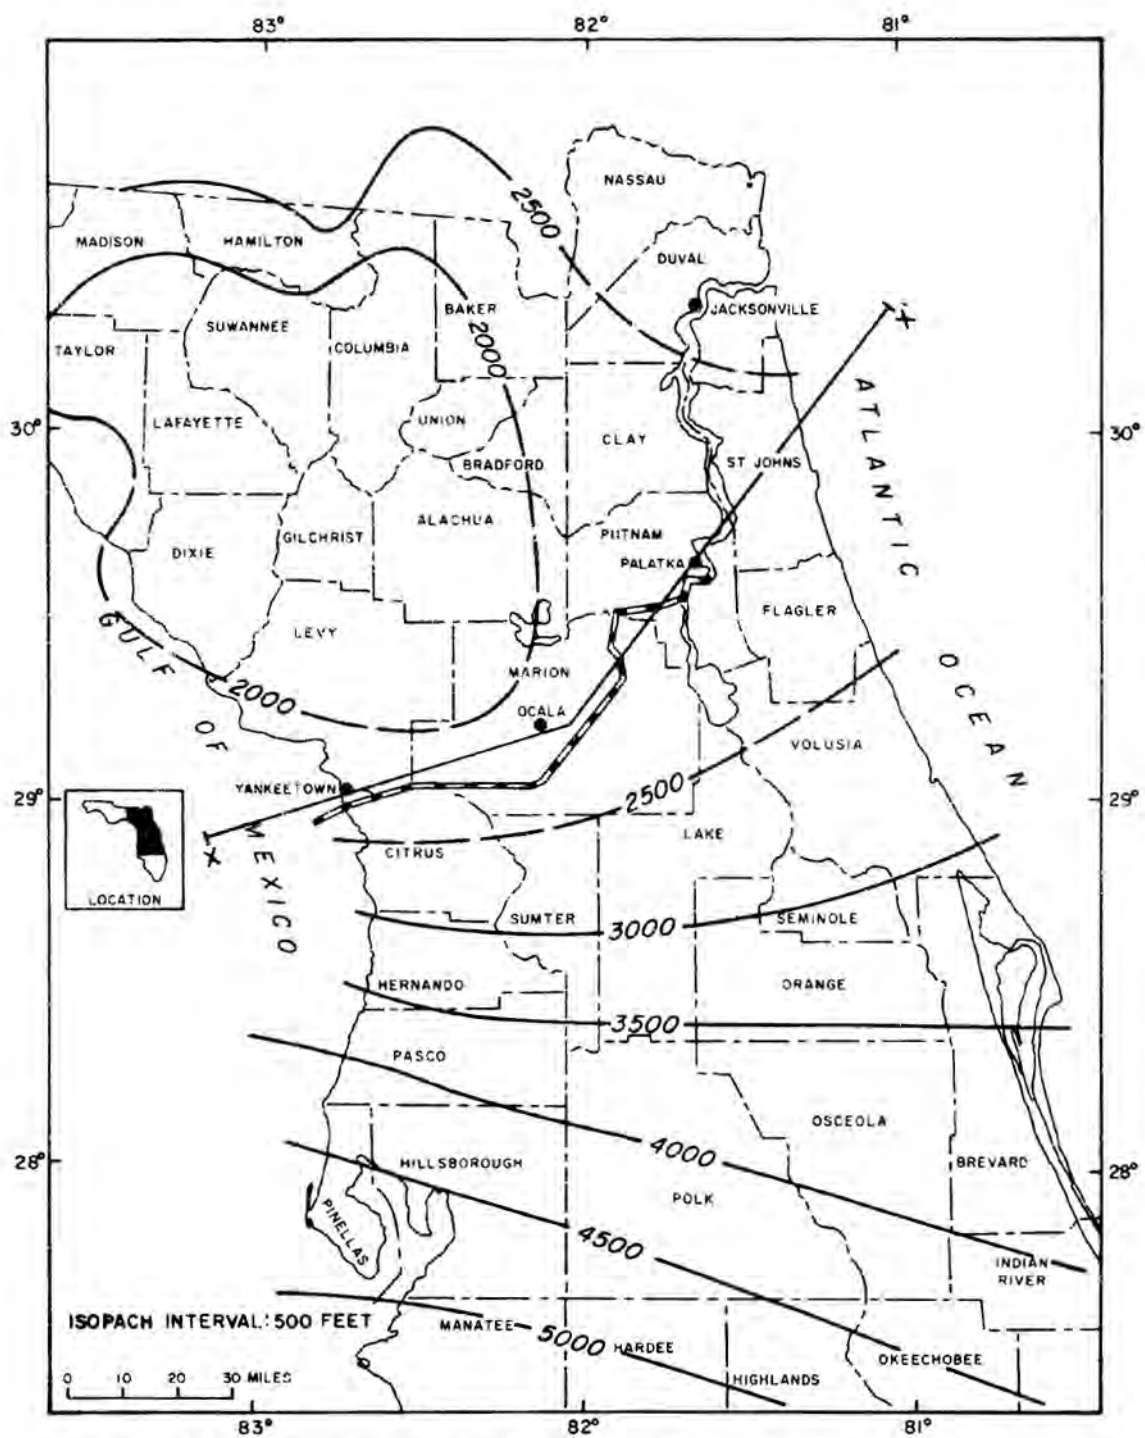 83° 82° 81°
NASSAU
2500
MADISON HAMILTON
DUVAL
BAKER JACKSONVILLE
X
SUWANNEE
TAYLOR COLUMBIA
2000
LAFAYETTE UNION
30° CLAY 30°
BRADFORD ST JOHNS
ATLANTIC
ALACHUA
GILCHRIST PUTNAM
DIXIE PALATKA
FLAGLER
GULF LEVY
MARION
OCEAN
2000
OCALA
OF
VOLUSIA
YANKEETOWN 2500
29° 29°
MEXICO LAKE
X
CITRUS
LOCATION
SUMTER 3000 SEMINOLE
HERNANDO ORANGE
3500
PASCO
OSCEOLA
4000
28° HILLSBOROUGH BREVARD 28°
POLK
PINELLAS
4500
INDIAN
RIVER
ISOPACH INTERVAL: 500 FEET
MANATEE 5000 HARDEE
OKEECHOBEE
HIGHLANDS
0 10 20 30 MILES
83° 82° 81°